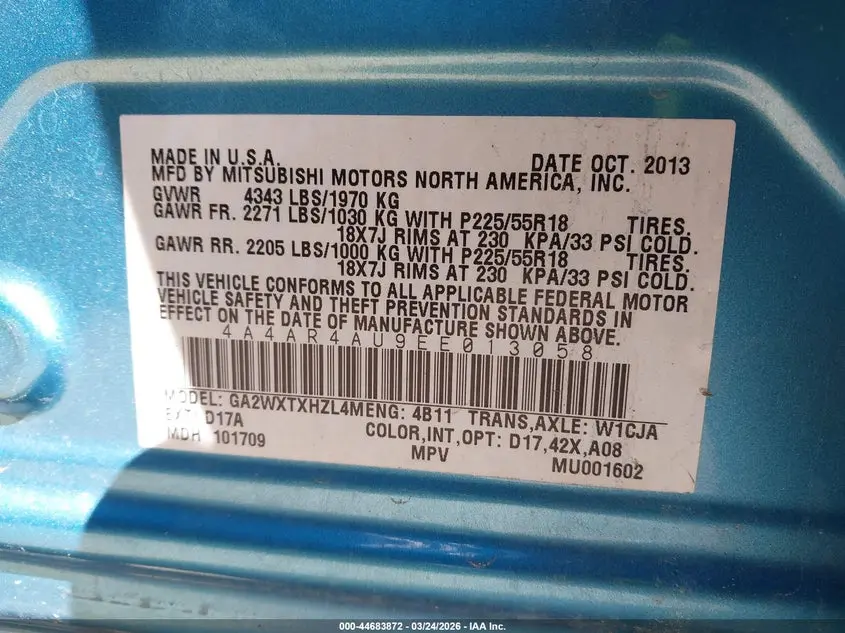 MADE IN U.S.A. DATE OCT. 2013
MFD BY MITSUBISHI MOTORS NORTH AMERICA, INC.
GVWR 4343 LBS/1970 KG
GAWR FR. 2271 LBS/1030 KG WITH P225/55R18 TIRES.
18X7J RIMS AT 230 KPA/33 PSI COLD.
GAWR RR. 2205 LBS/1000 KG WITH P225/55R18 TIRES.
18X7J RIMS AT 230 KPA/33 PSI COLD.
THIS VEHICLE CONFORMS TO ALL APPLICABLE FEDERAL MOTOR
VEHICLE SAFETY AND THEFT PREVENTION STANDARDS IN
EFFECT ON THE DATE OF MANUFACTURE SHOWN ABOVE.
4A4AR4AU9EE013058
MODEL: GA2WXTXHZL4MENG: 4B11 TRANS,AXLE: W1CJA
EXT D17A COLOR,INT,OPT: D17,42X,A08
MDH 101709 MPV MU001602
000-44683872 - 03/24/2026 - IAA Inc.